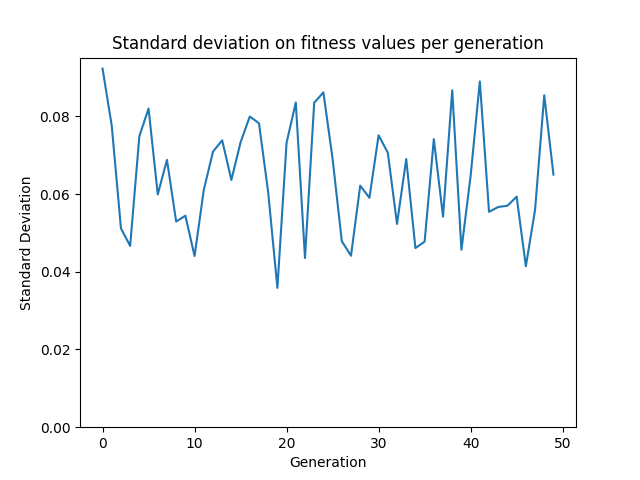 Standard deviation on fitness values per generation
Standard Deviation
0.08
0.06
0.04
0.02
0.00
0 10 20 30 40 50
Generation